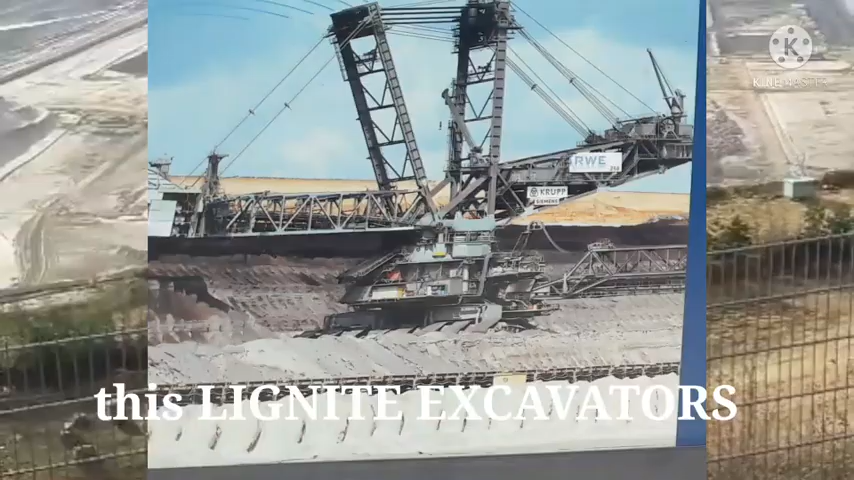 KINEMASTER
RWE
KRUPP
SIEMENS
this LIGNITE EXCAVATORS